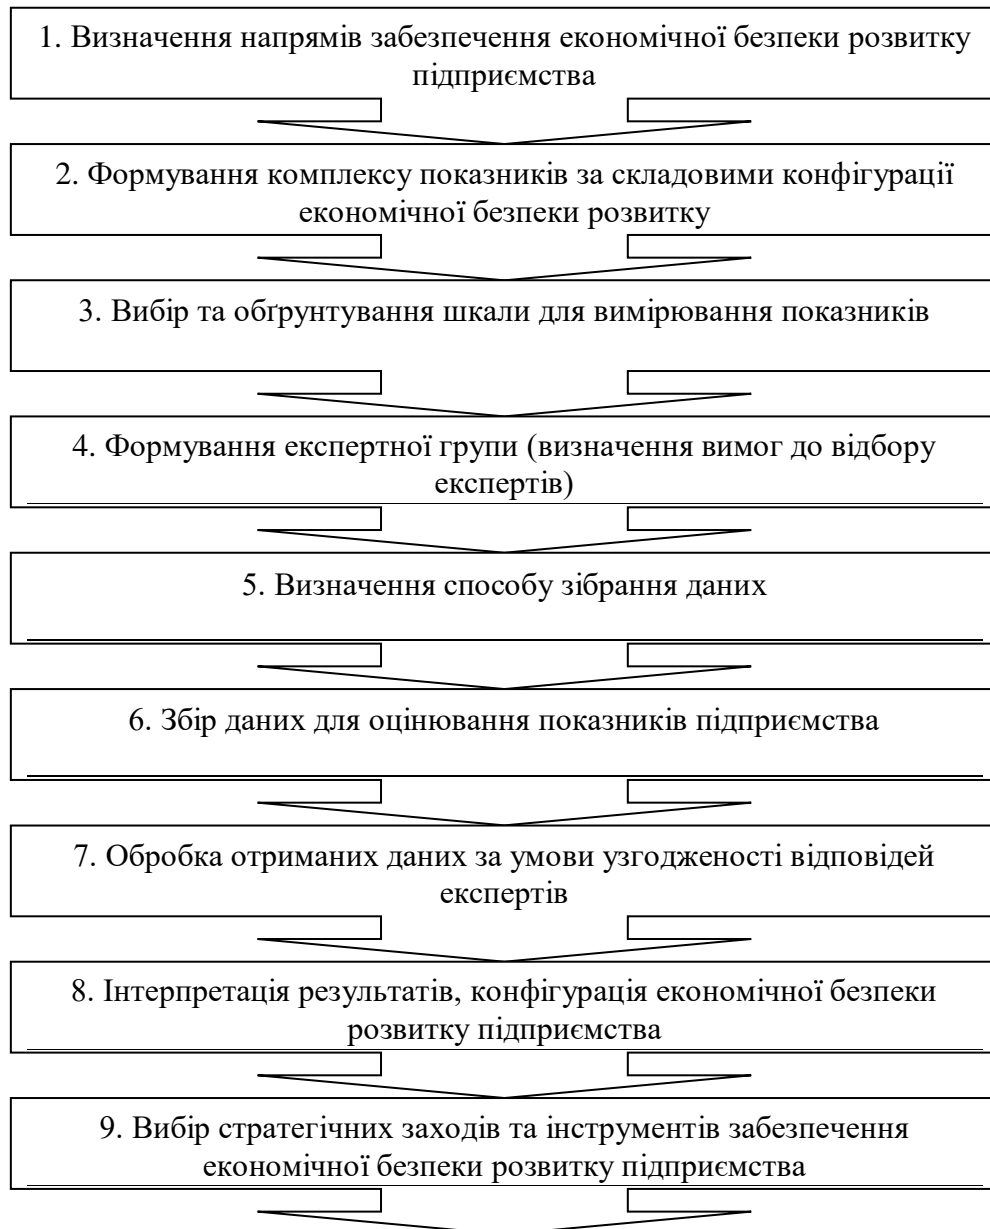 1. Визначення напрямів забезпечення економічної безпеки розвитку
підприємства
2. Формування комплексу показників за складовими конфігурації
економічної безпеки розвитку
3. Вибір та обґрунтування шкали для вимірювання показників
4. Формування експертної групи (визначення вимог до відбору
експертів)
5. Визначення способу зібрання даних
6. Збір даних для оцінювання показників підприємства
7. Обробка отриманих даних за умови узгодженості відповідей
експертів
8. Інтерпретація результатів, конфігурація економічної безпеки
розвитку підприємства
9. Вибір стратегічних заходів та інструментів забезпечення
економічної безпеки розвитку підприємства